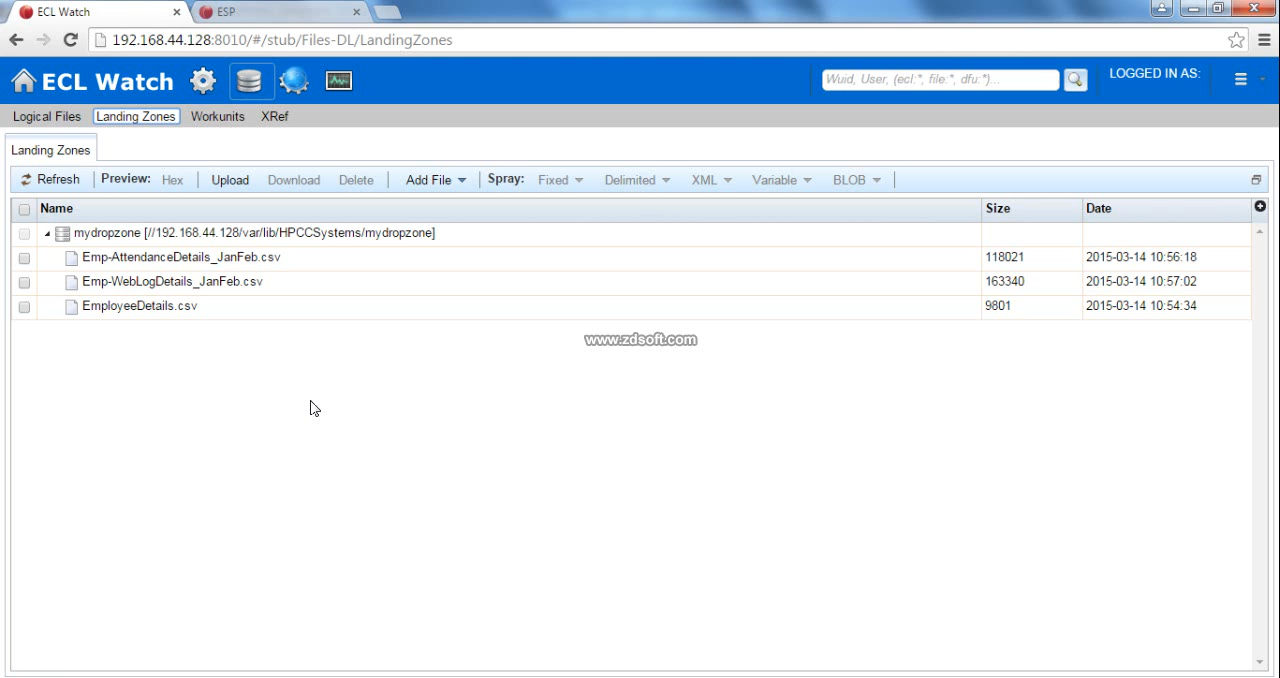 ECL Watch ESP
192.168.44.128:8010/#/stub/Files-DL/LandingZones
ECL Watch Wuid, User, (ecl:*, file:*, dfu:*)... LOGGED IN AS:
Logical Files Landing Zones Workunits XRef
Landing Zones
Refresh Preview: Hex Upload Download Delete Add File Spray: Fixed Delimited XML Variable BLOB
Name Size Date
mydropzone [//192.168.44.128/var/lib/HPCCSystems/mydropzone]
Emp-AttendanceDetails_JanFeb.csv 118021 2015-03-14 10:56:18
Emp-WebLogDetails_JanFeb.csv 163340 2015-03-14 10:57:02
EmployeeDetails.csv 9801 2015-03-14 10:54:34
www.zdsoft.com